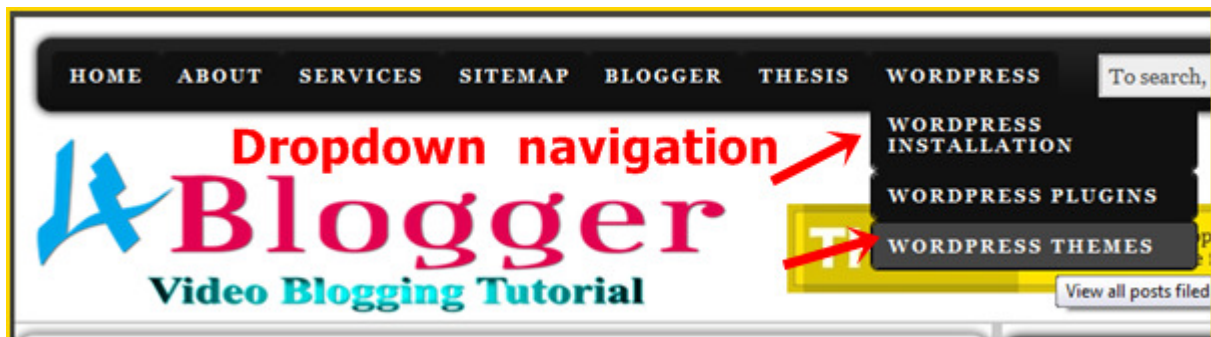 HOME ABOUT SERVICES SITEMAP BLOGGER THESIS WORDPRESS To search,
WORDPRESS
INSTALLATION
Dropdown navigation
WORDPRESS PLUGINS
4 Blogger
WORDPRESS THEMES
Video Blogging Tutorial
View all posts filed